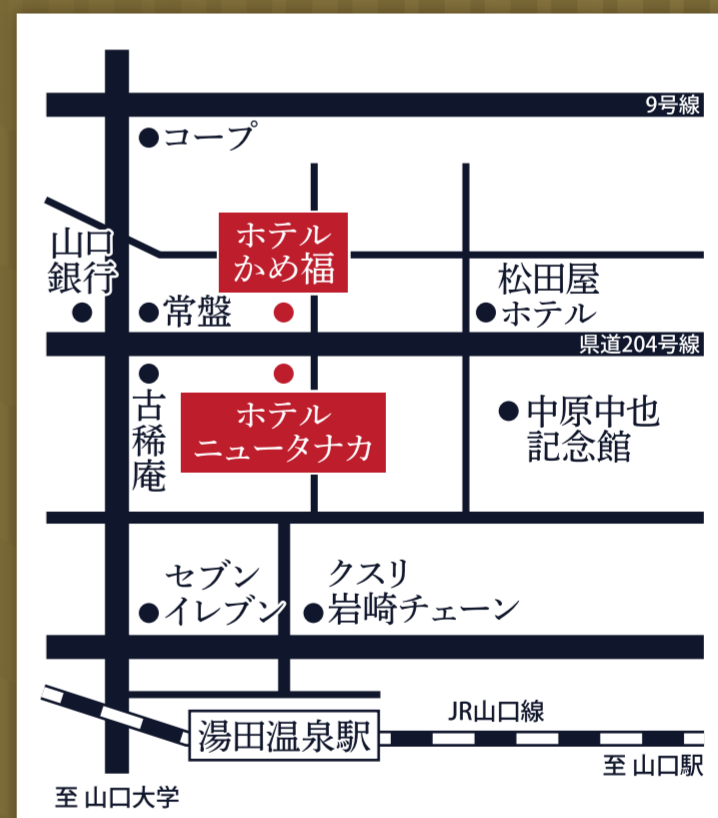 9号線
コープ
ホテル
かめ福
山口
銀行
常盤
松田屋
ホテル
県道204号線
古稀庵
ホテル
ニュータナカ
中原中也
記念館
セブン
イレブン
クスリ
岩崎チェーン
JR山口線
湯田温泉駅
至 山口駅
至 山口大学